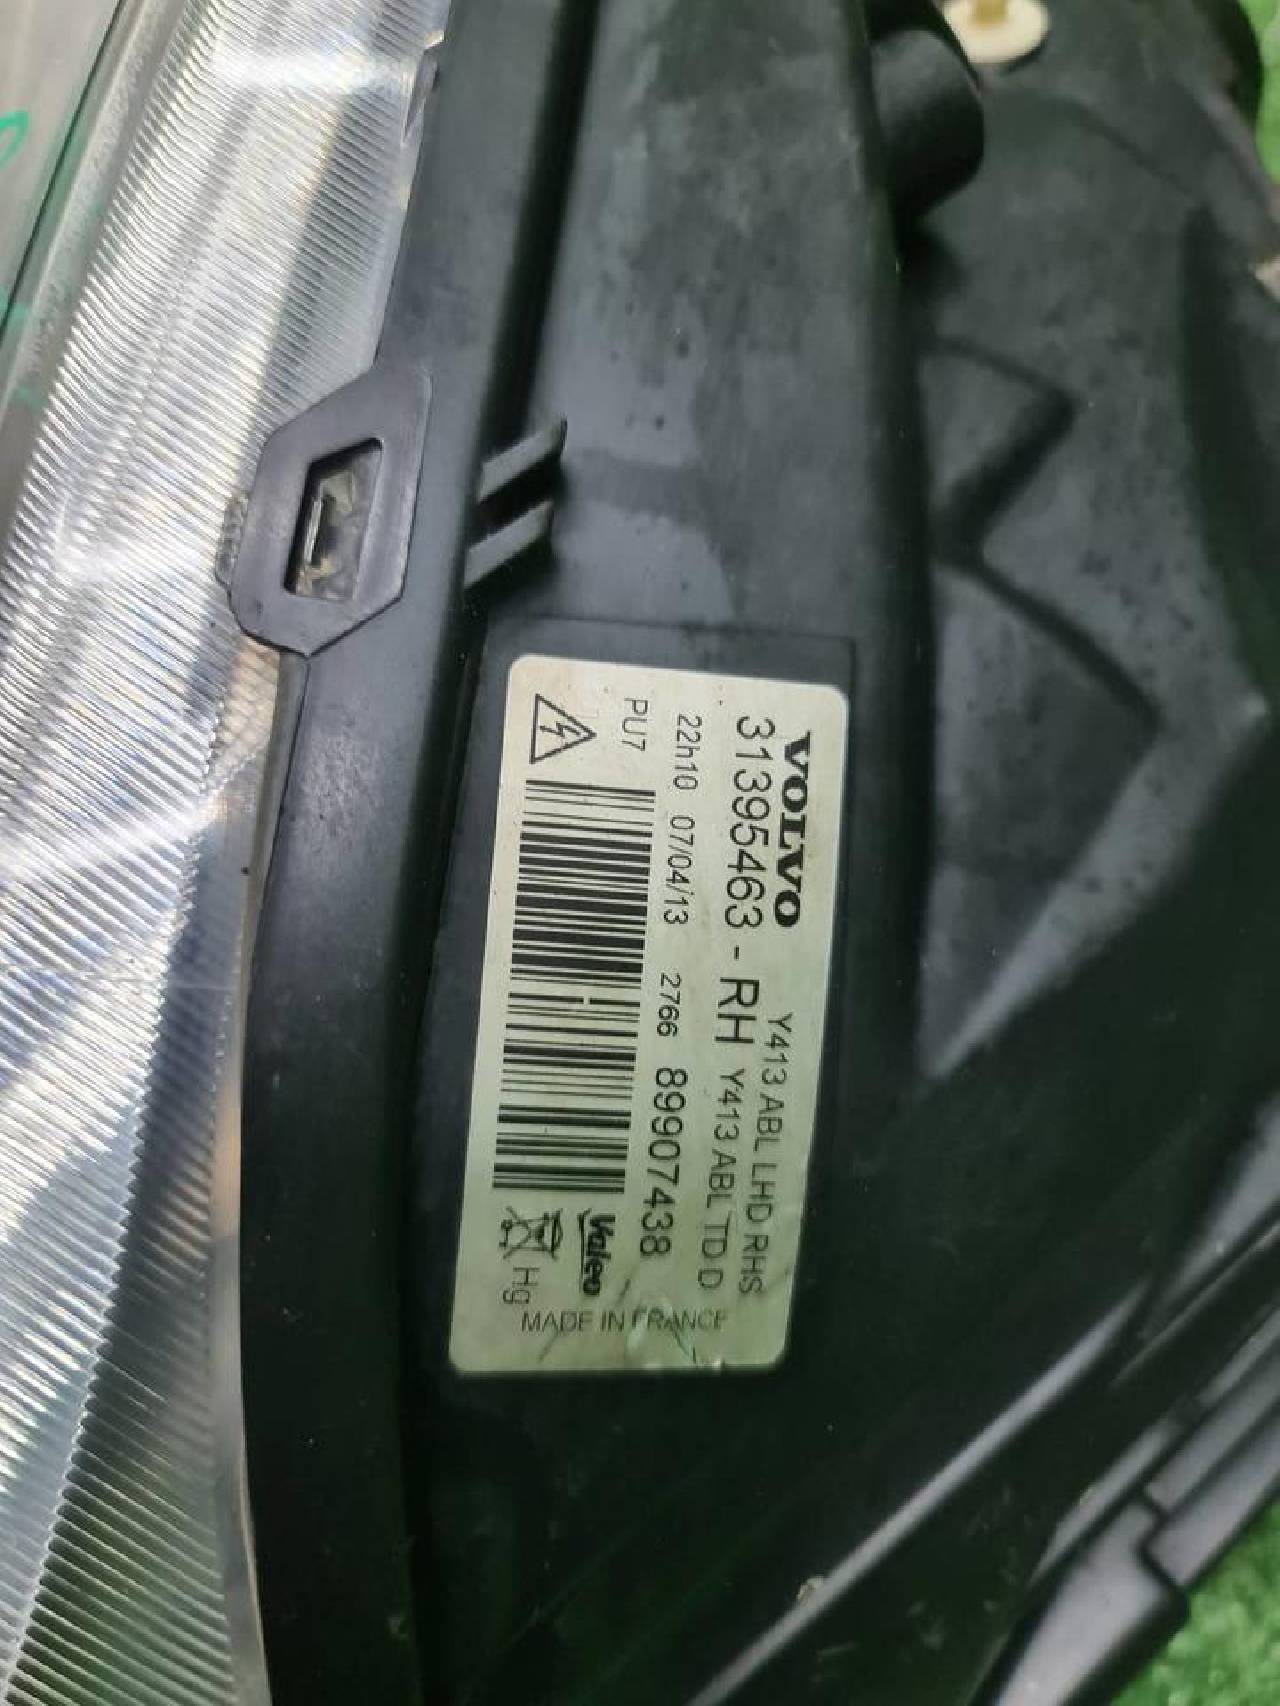 VOLVO Y413 ABL LHD RHS
31395463 - RH Y413 ABL TD D
22h10 07/04/13 2766 89907438
PU7
Valeo
Hg
MADE IN FRANCE